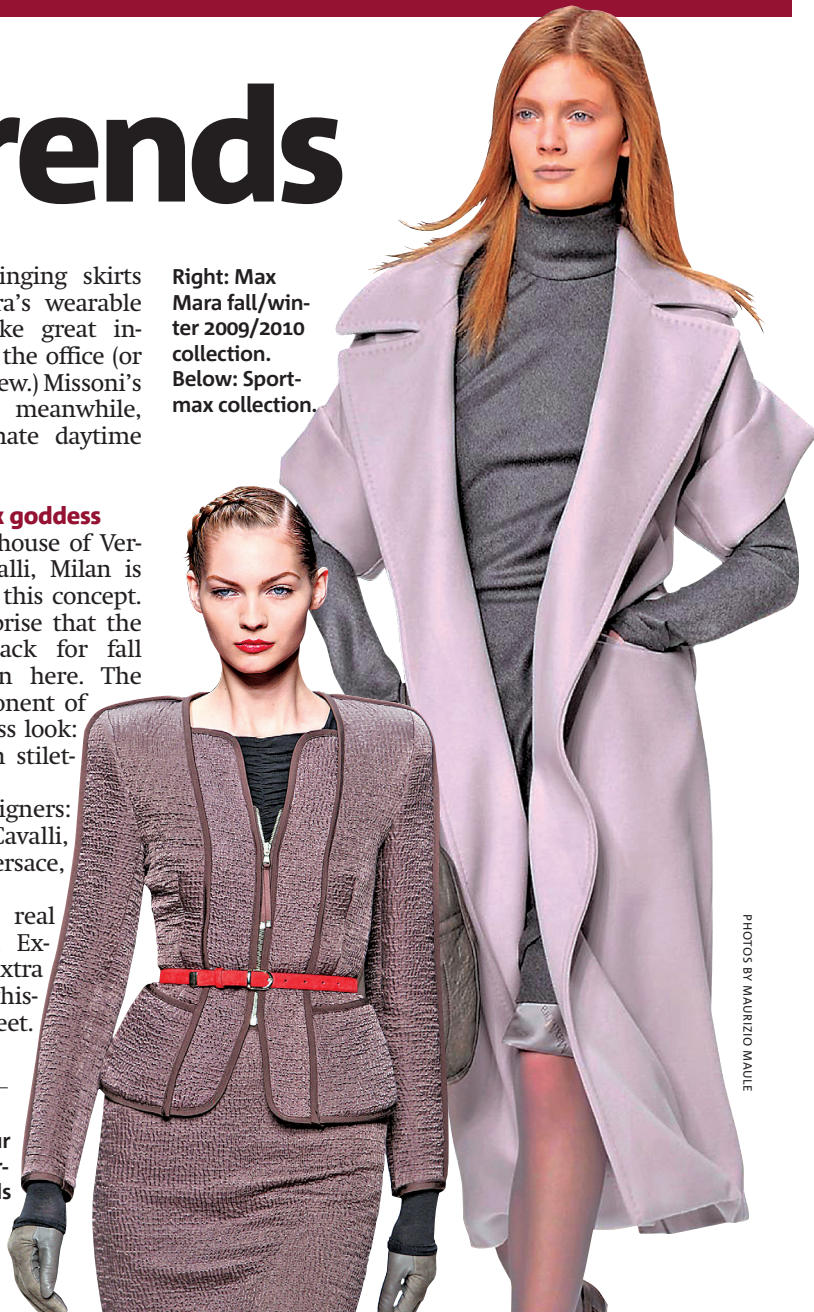 rends
inging skirts
ra's wearable
ke great in-
the office (or
ew.) Missoni's
meanwhile,
nate daytime
x goddess
house of Ver-
alli, Milan is
this concept.
prise that the
ack for fall
n here. The
onent of
ss look:
n stilet-
igners:
Cavalli,
ersace,
real
Ex-
xtra
his-
eet.
ur
r-
ls
Right: Max
Mara fall/win-
ter 2009/2010
collection.
Below: Sport-
max collection.
PHOTOS BY MAURIZIO MAULE